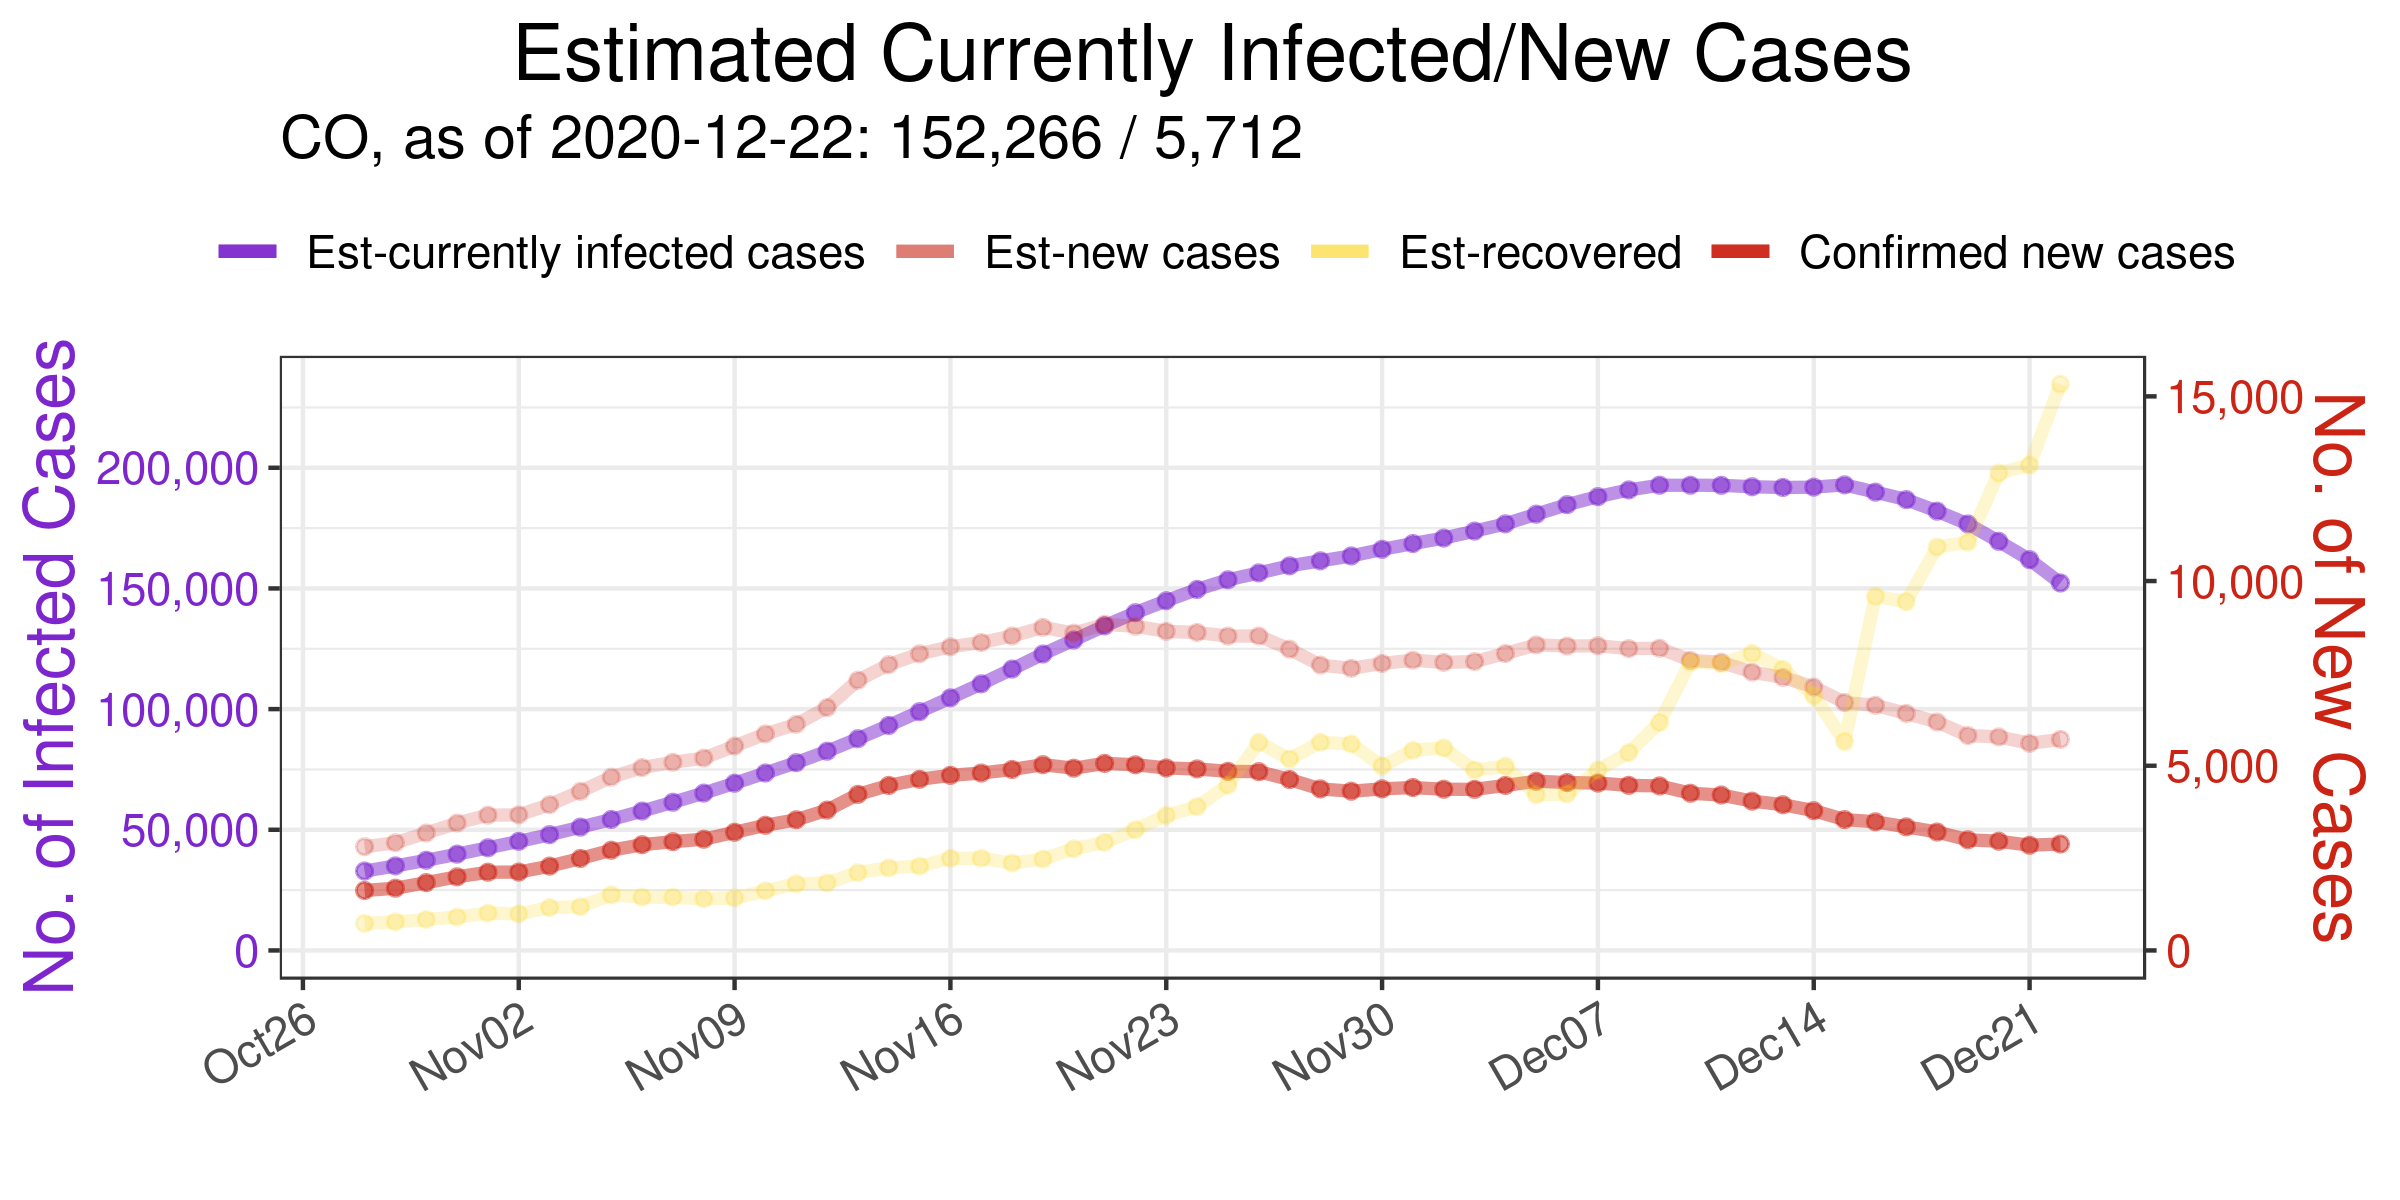 Estimated Currently Infected/New Cases
CO, as of 2020-12-22: 152,266 / 5,712
Est-currently infected cases Est-new cases Est-recovered Confirmed new cases
No. of Infected Cases
200,000
150,000
100,000
50,000
0
15,000
10,000
5,000
0
No. of New Cases
Oct26 Nov02 Nov09 Nov16 Nov23 Nov30 Dec07 Dec14 Dec21